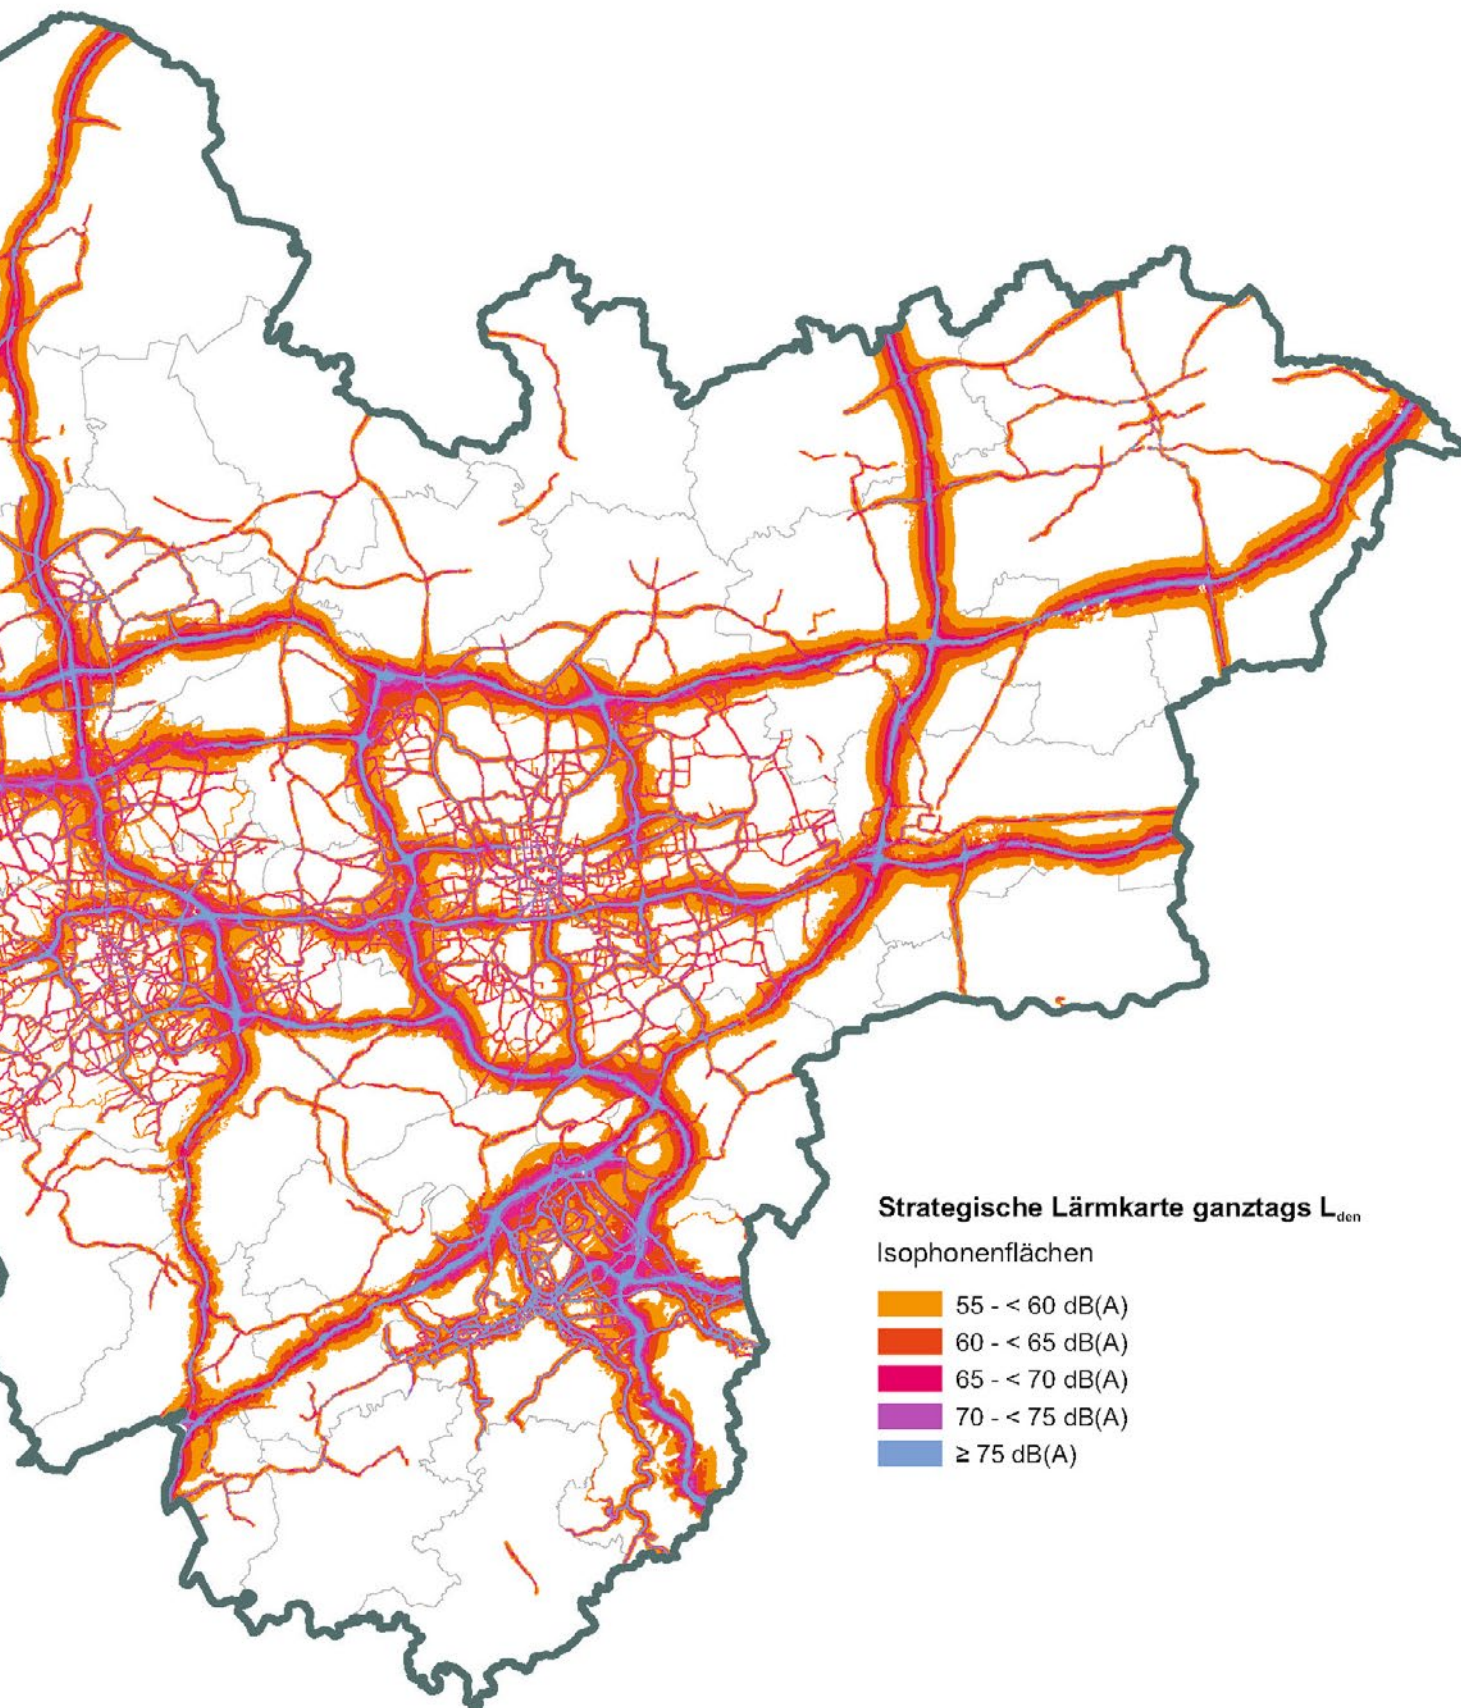 Strategische Lärmkarte ganztags Lden
Isophonenflächen
55 - < 60 dB(A)
60 - < 65 dB(A)
65 - < 70 dB(A)
70 - < 75 dB(A)
≥ 75 dB(A)